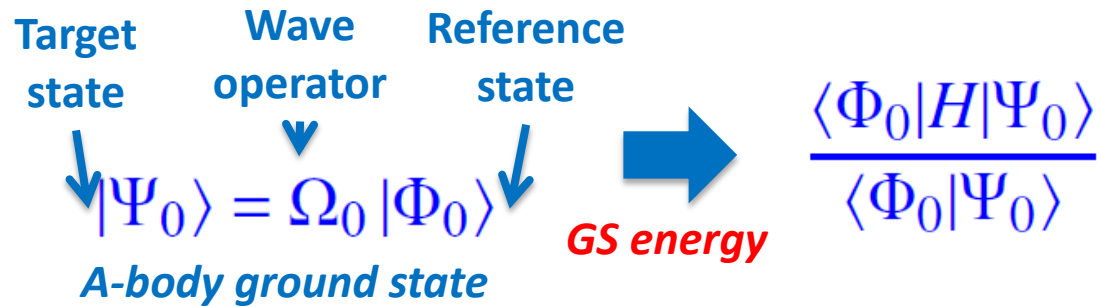 Target state
Wave operator
Reference state
|Ψ₀⟩ = Ω₀ |Φ₀⟩
A-body ground state
GS energy
⟨Φ₀|H|Ψ₀⟩
⟨Φ₀|Ψ₀⟩